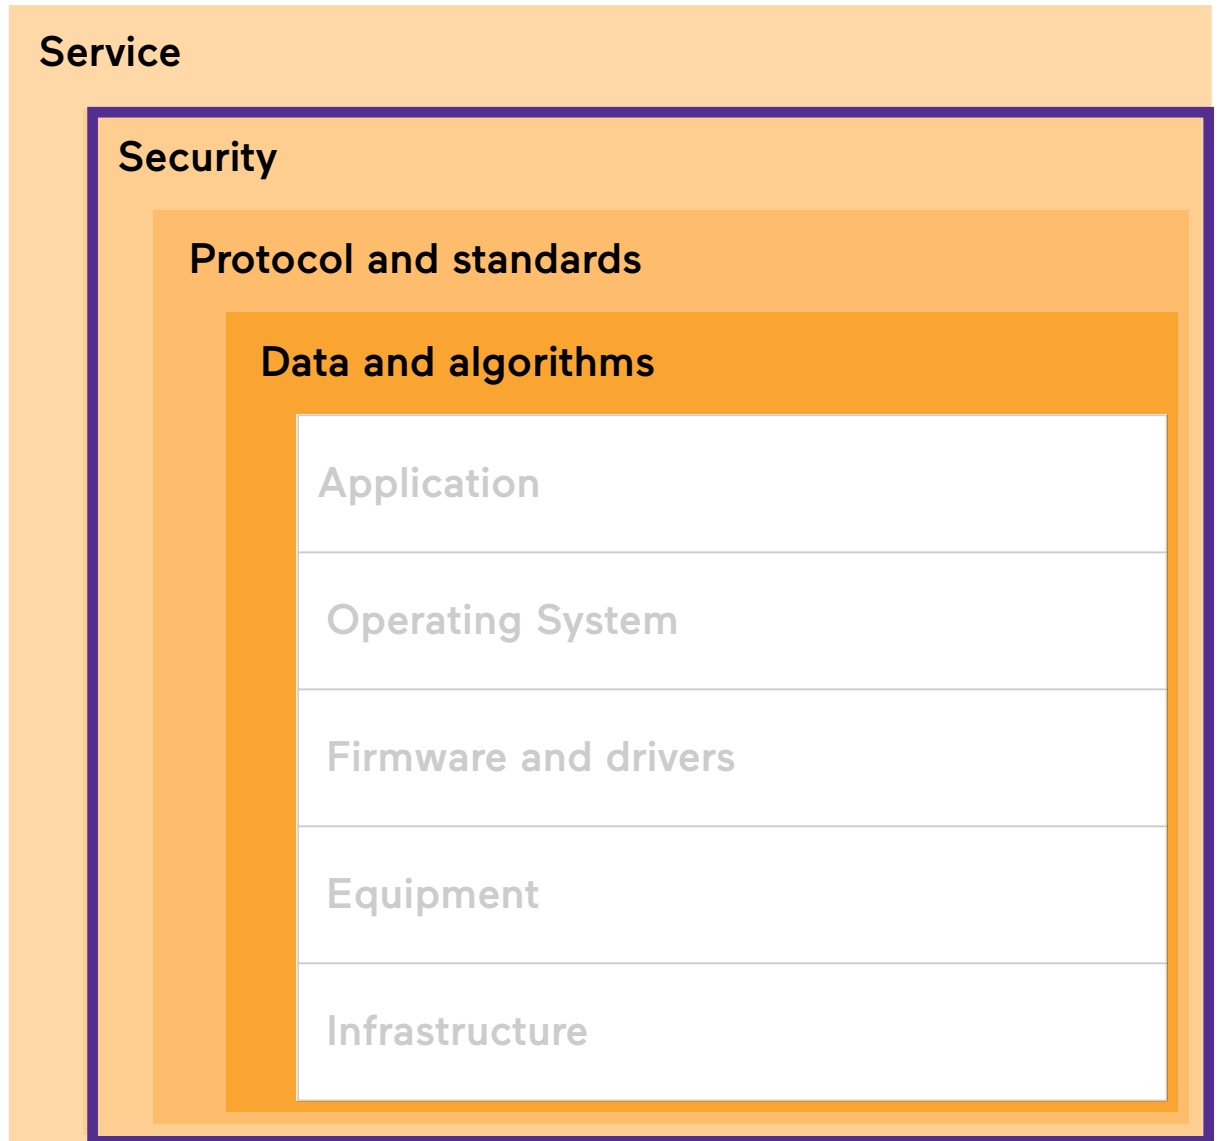 Service
Security
Protocol and standards
Data and algorithms
Application
Operating System
Firmware and drivers
Equipment
Infrastructure